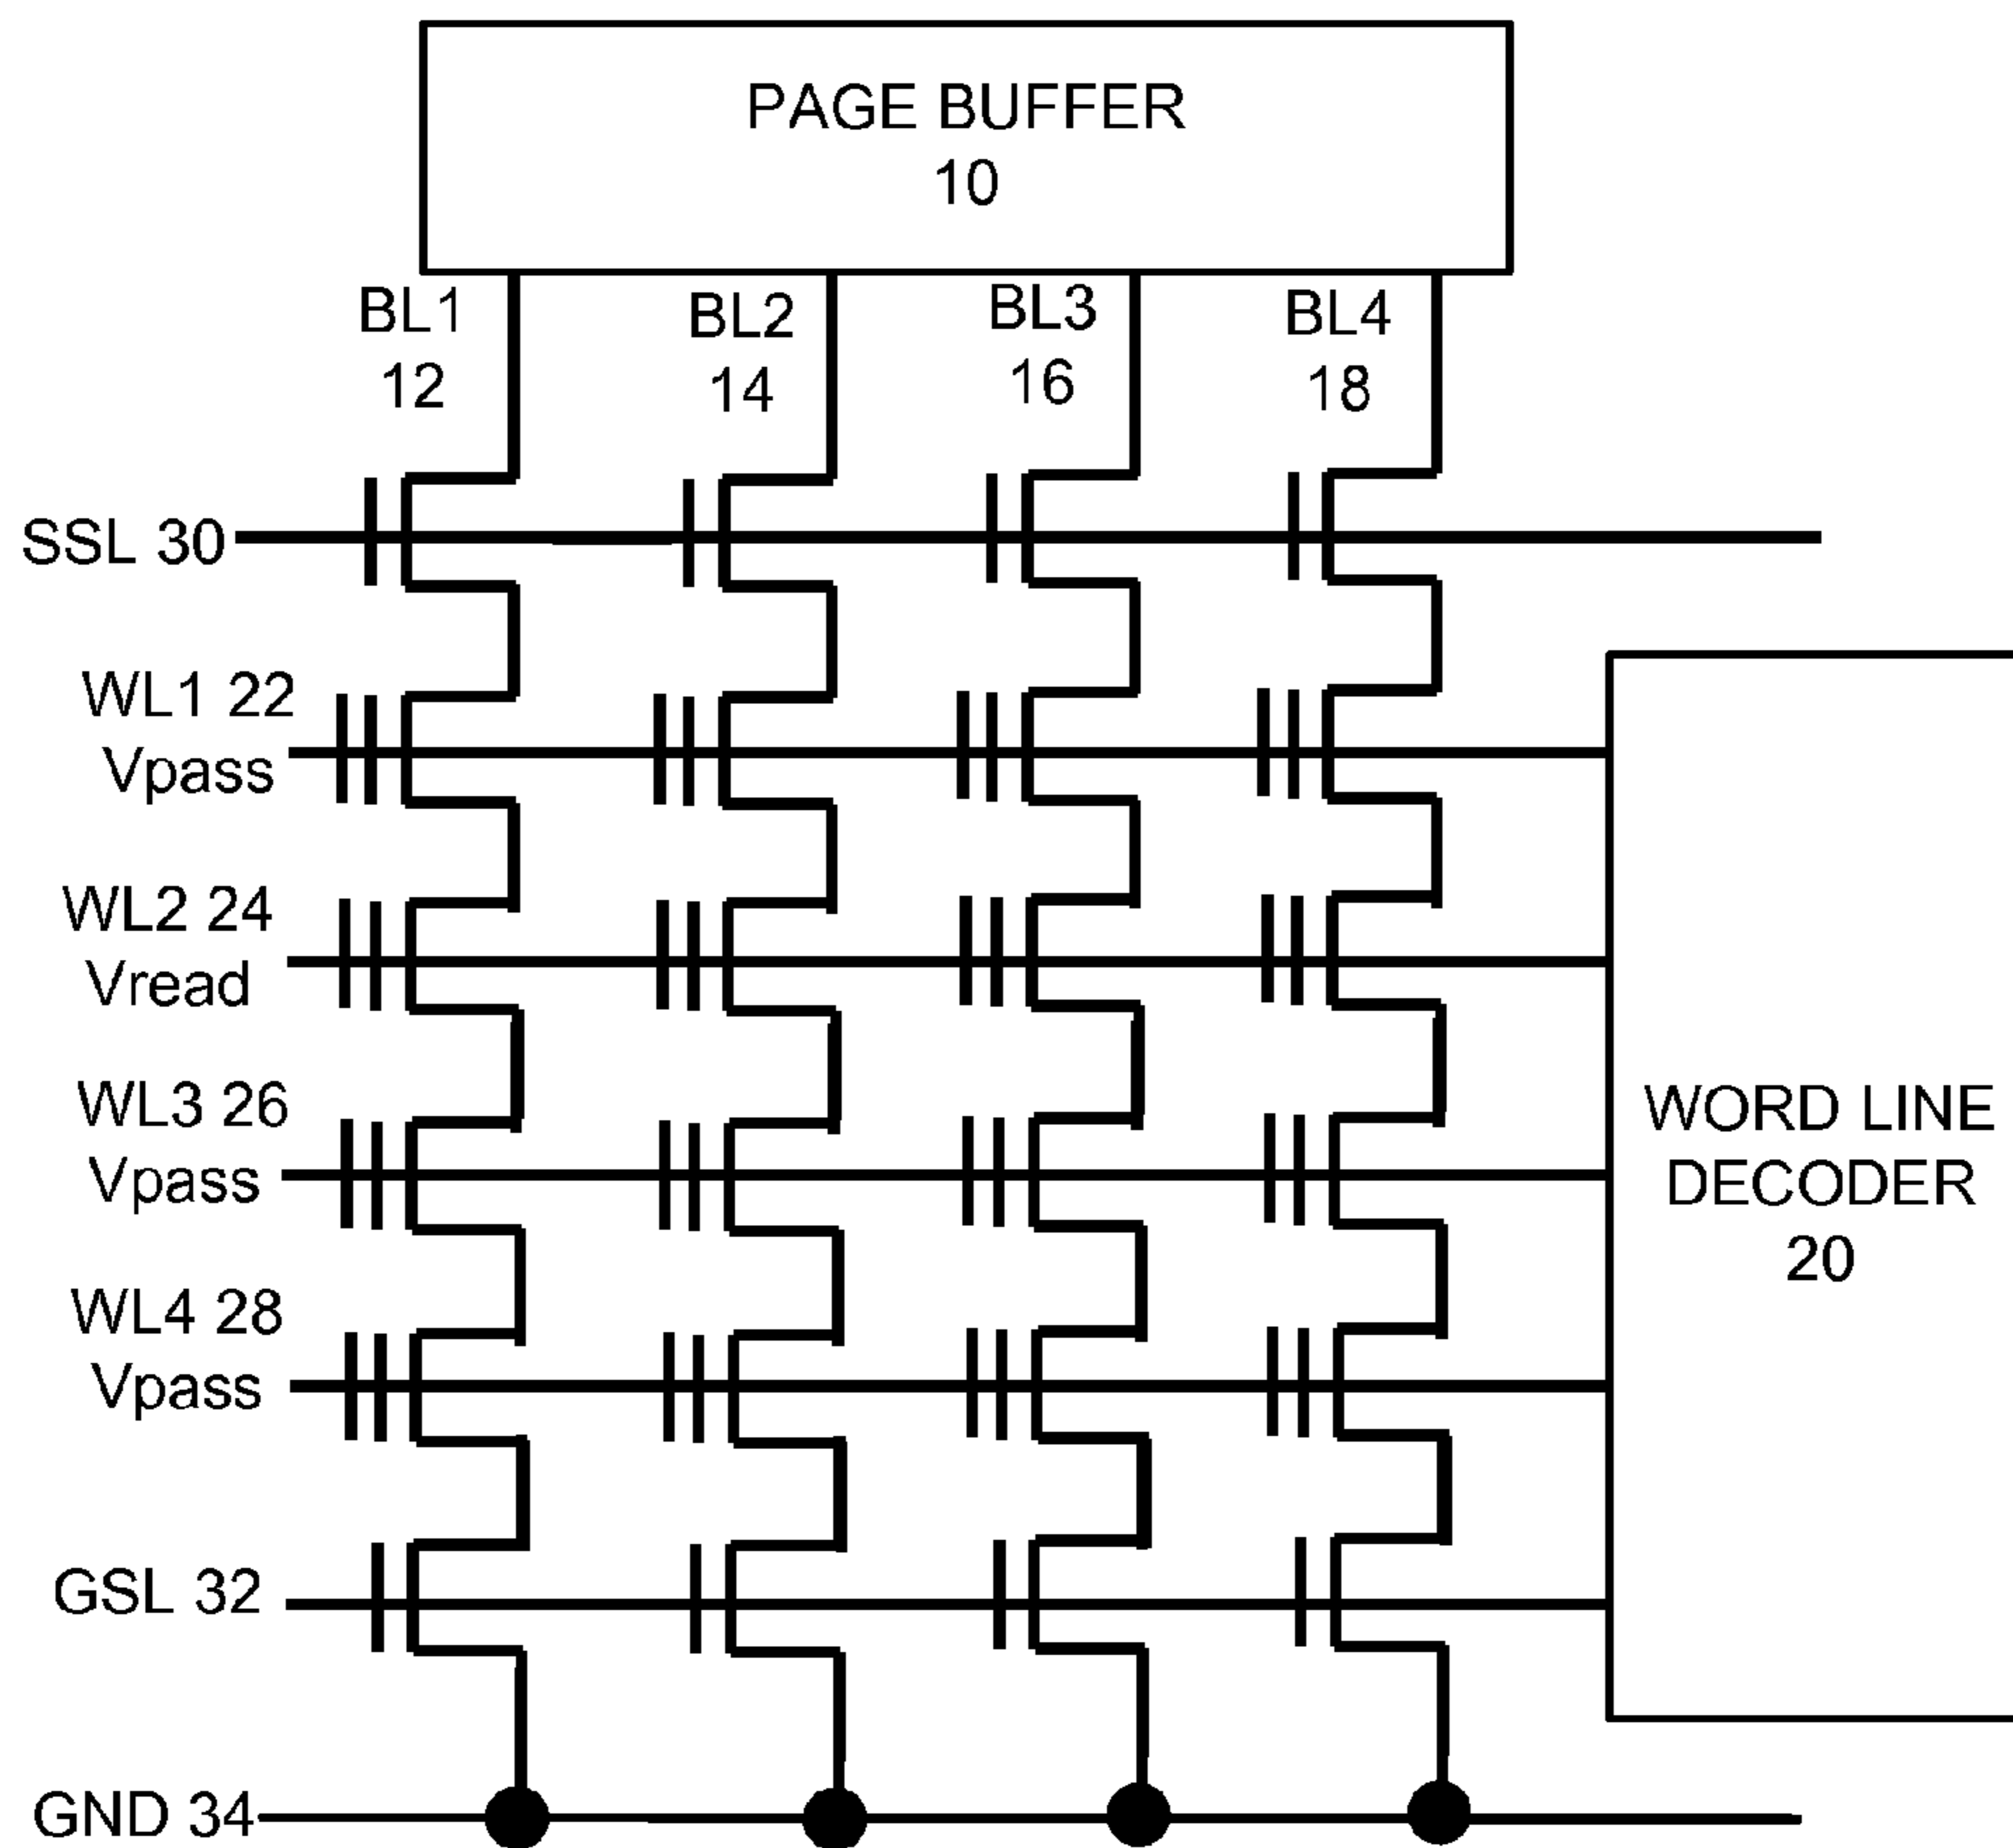 PAGE BUFFER
10
BL1
12
BL2
14
BL3
16
BL4
18
SSL 30
WL1 22
Vpass
WL2 24
Vread
WL3 26
Vpass
WL4 28
Vpass
GSL 32
GND 34
WORD LINE
DECODER
20